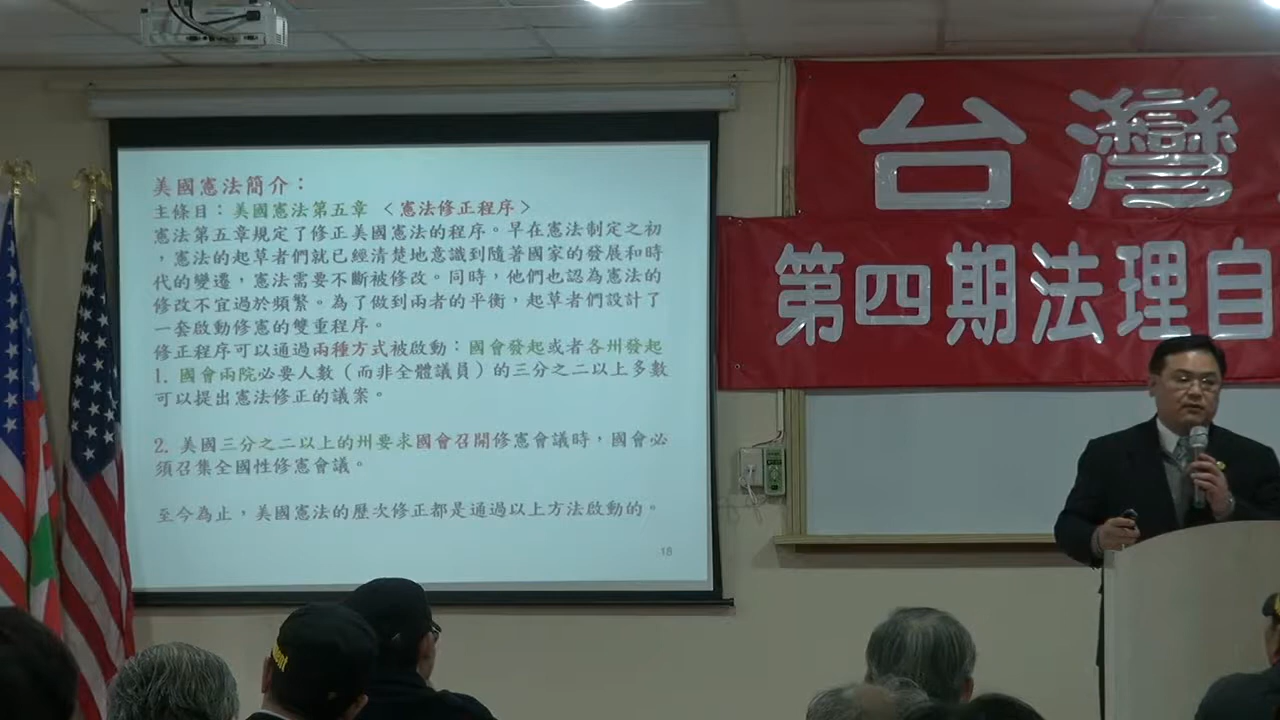 美國憲法簡介：
主條目：美國憲法第五章 〈憲法修正程序〉
憲法第五章規定了修正美國憲法的程序。早在憲法制定之初
，憲法的起草者們就已經清楚地意識到隨著國家的發展和時
代的變遷，憲法需要不斷被修改。同時，他們也認為憲法的
修改不宜過於頻繁。為了做到兩者的平衡，起草者們設計了
一套啟動修憲的雙重程序。
修正程序可以通過兩種方式被啟動：國會發起或者各州發起
1. 國會兩院必要人數（而非全體議員）的三分之二以上多數
可以提出憲法修正的議案。
2. 美國三分之二以上的州要求國會召開修憲會議時，國會必
須召集全國性修憲會議。
至今為止，美國憲法的歷次修正都是通過以上方法啟動的。
18
台灣
第四期法理自